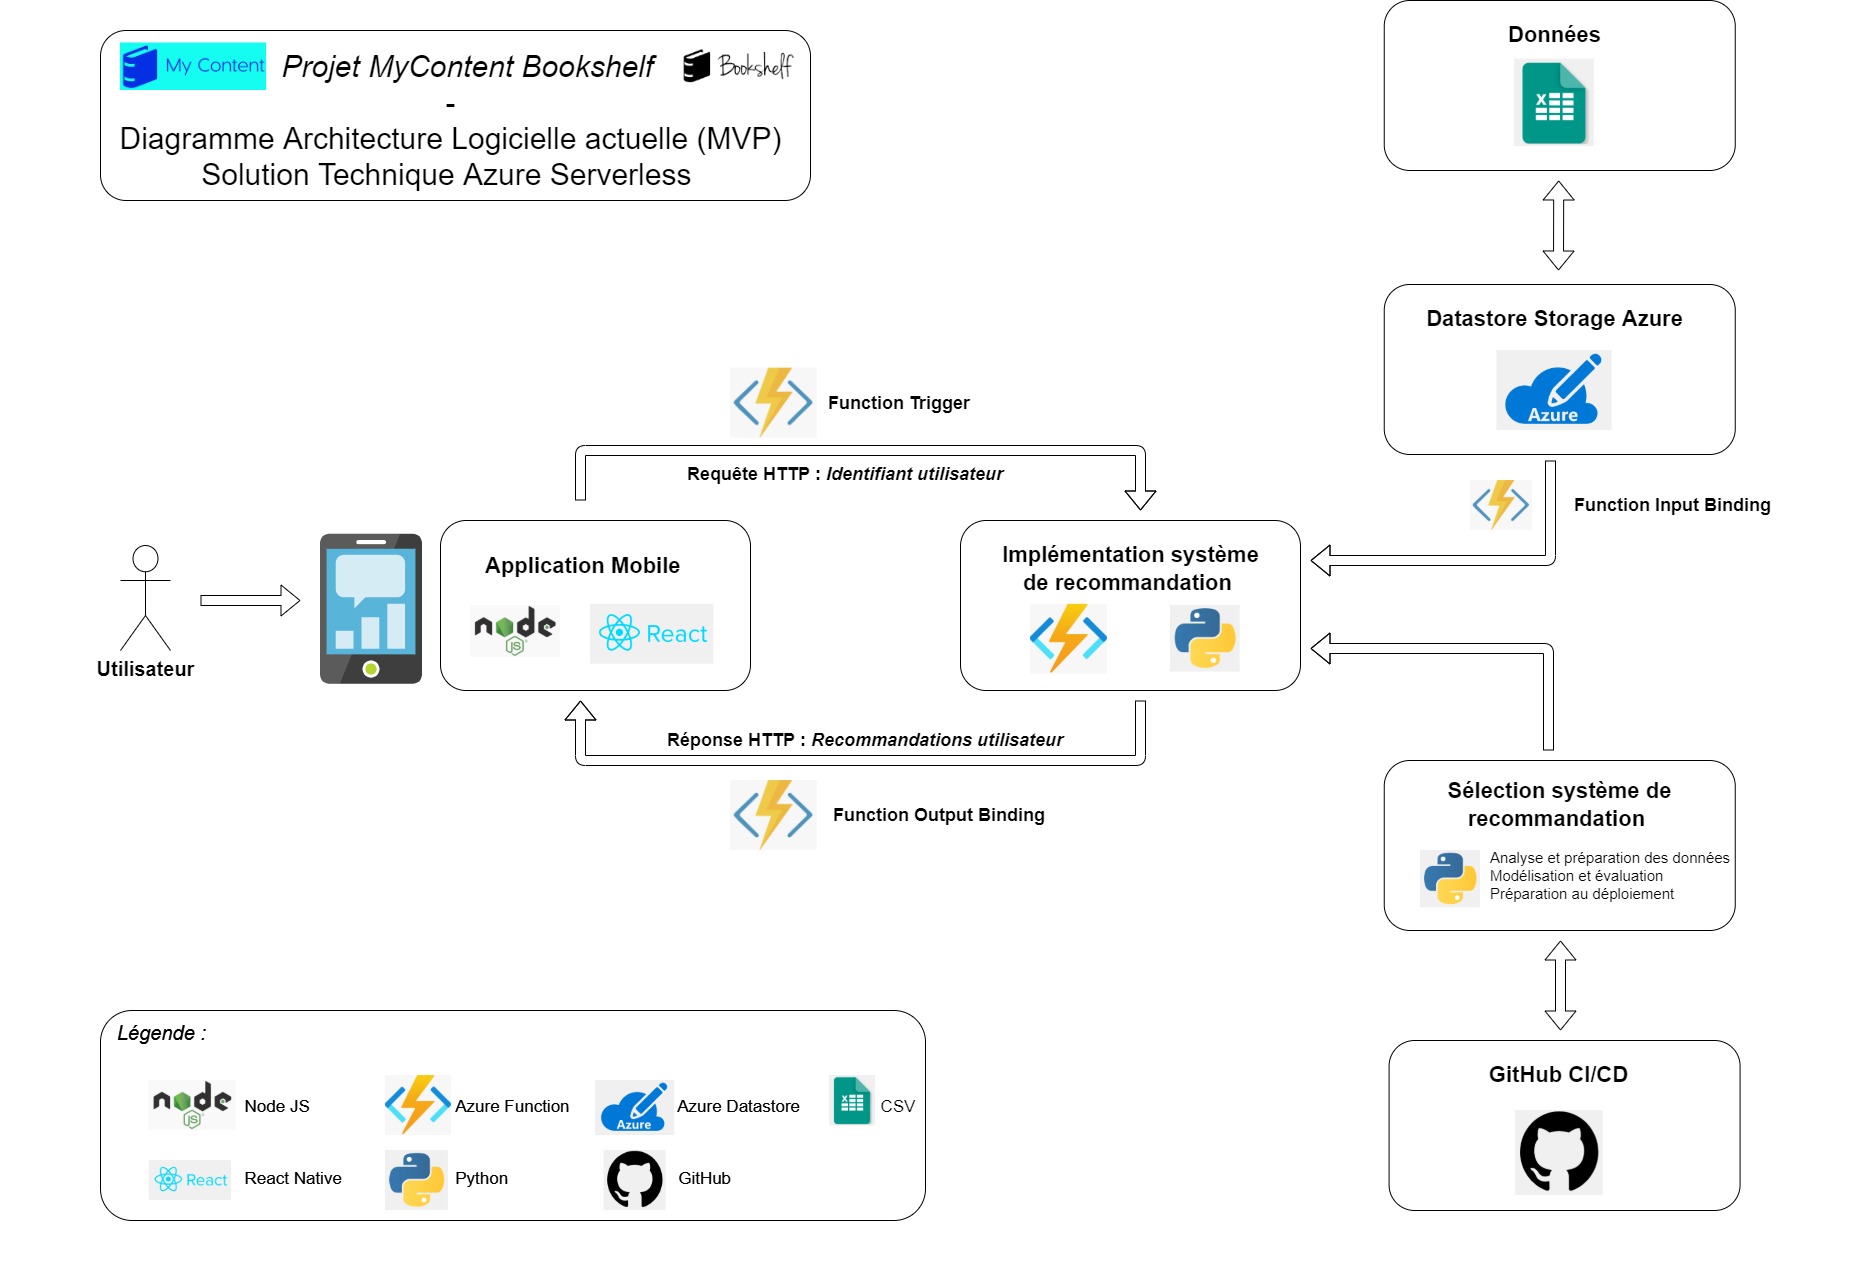 My Content
Projet MyContent Bookshelf
Bookshelf
-
Diagramme Architecture Logicielle actuelle (MVP)
Solution Technique Azure Serverless
Données
X
Datastore Storage Azure
Azure
Function Trigger
Requête HTTP : Identifiant utilisateur
Function Input Binding
Utilisateur
Application Mobile
node
JS
React
Implémentation système
de recommandation
Réponse HTTP : Recommandations utilisateur
Function Output Binding
Sélection système de
recommandation
Analyse et préparation des données
Modélisation et évaluation
Préparation au déploiement
GitHub CI/CD
Légende :
node
JS
Node JS
Azure Function
Azure
Azure Datastore
X
CSV
React
React Native
Python
GitHub